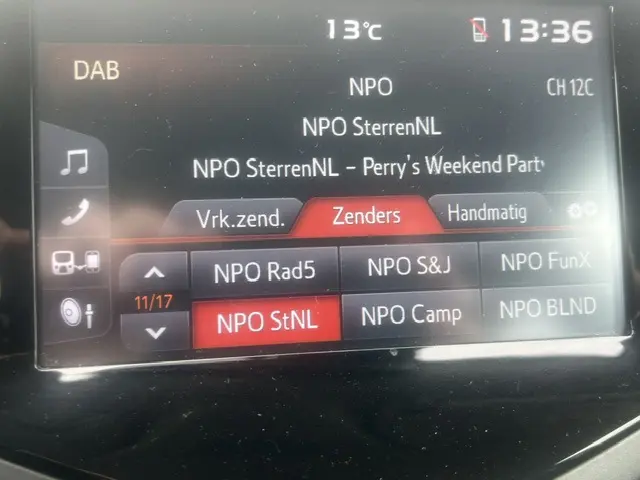 13°C 13:36
DAB
NPO CH 12C
NPO SterrenNL
NPO SterrenNL - Perry's Weekend Part
Vrk.zend. Zenders Handmatig
NPO Rad5 NPO S&J NPO FunX
11/17
NPO StNL NPO Camp NPO BLND